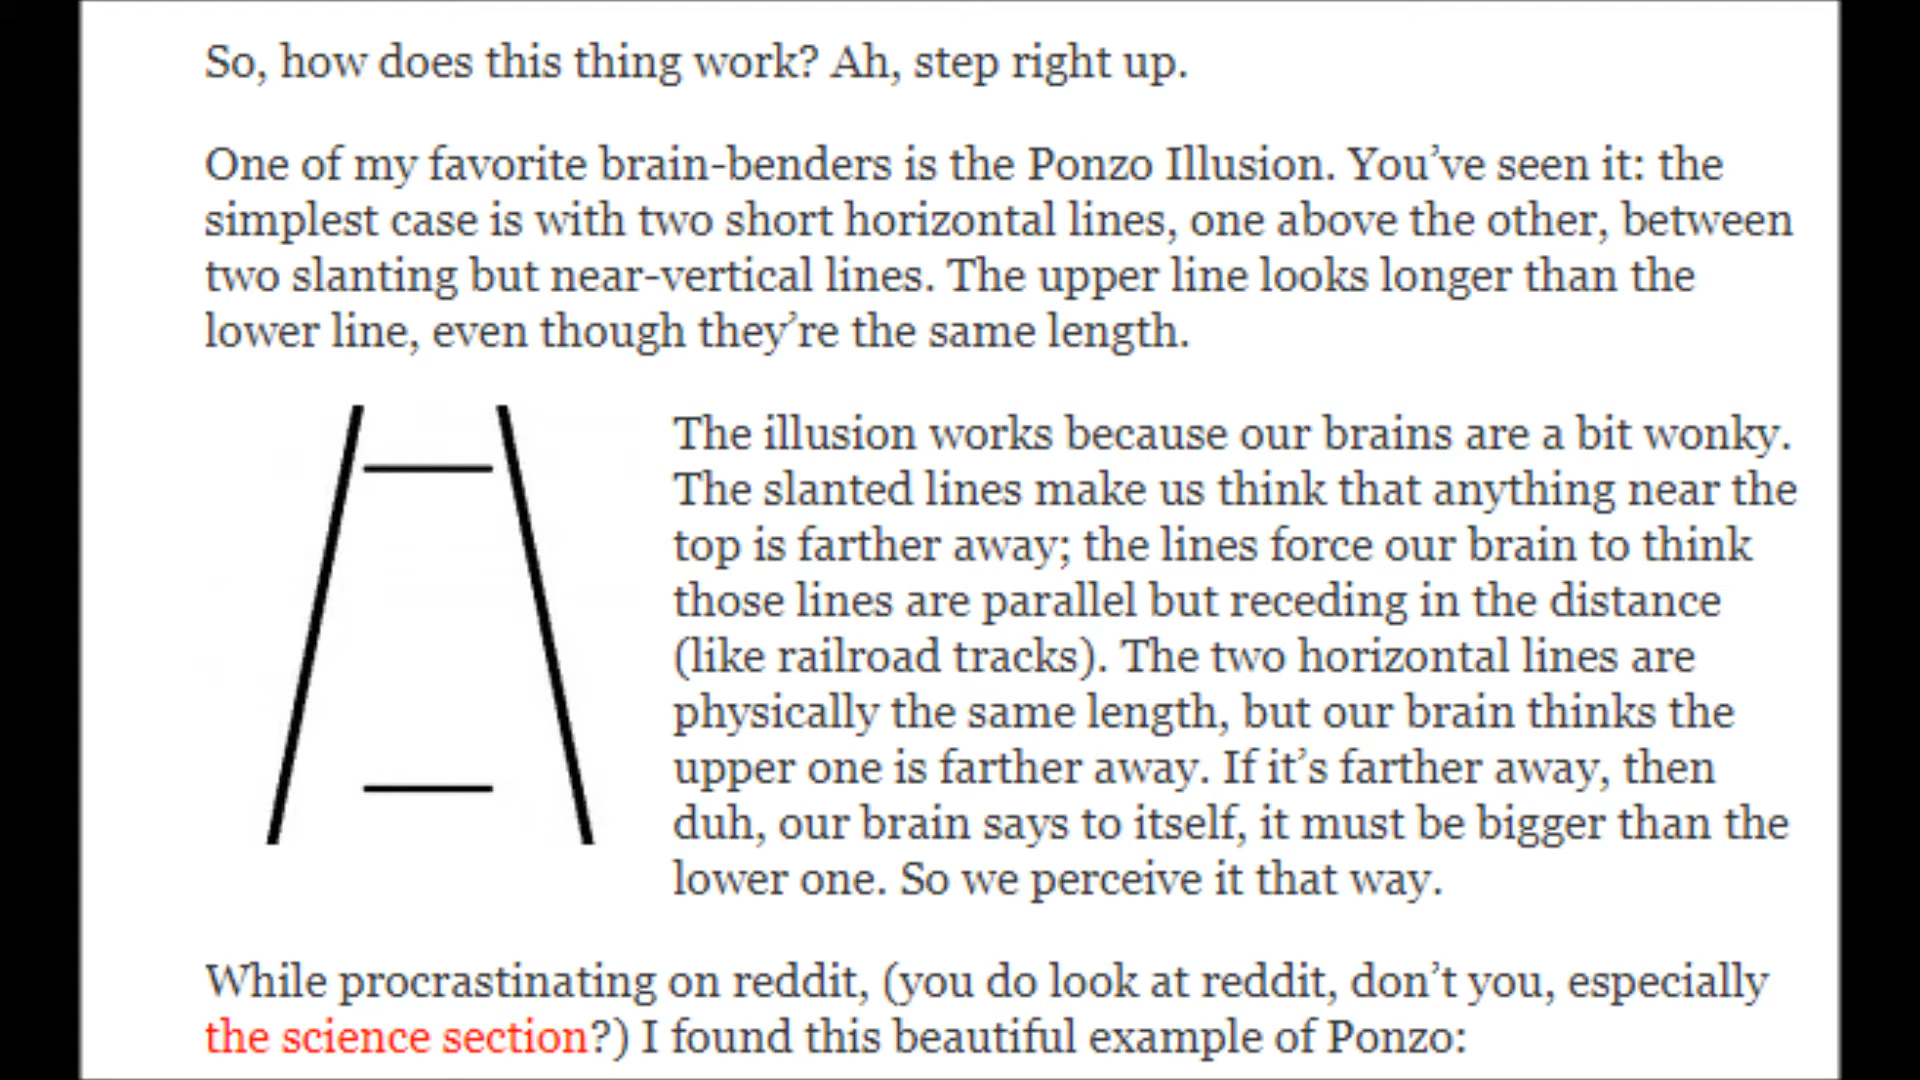 So, how does this thing work? Ah, step right up.
One of my favorite brain-benders is the Ponzo Illusion. You’ve seen it: the
simplest case is with two short horizontal lines, one above the other, between
two slanting but near-vertical lines. The upper line looks longer than the
lower line, even though they’re the same length.
The illusion works because our brains are a bit wonky.
The slanted lines make us think that anything near the
top is farther away; the lines force our brain to think
those lines are parallel but receding in the distance
(like railroad tracks). The two horizontal lines are
physically the same length, but our brain thinks the
upper one is farther away. If it’s farther away, then
duh, our brain says to itself, it must be bigger than the
lower one. So we perceive it that way.
While procrastinating on reddit, (you do look at reddit, don’t you, especially
the science section?) I found this beautiful example of Ponzo: